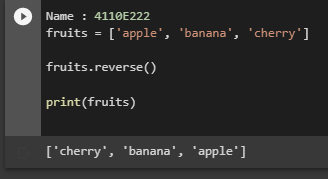 Name : 4110E222
fruits = ['apple', 'banana', 'cherry']
fruits.reverse()
print(fruits)
['cherry', 'banana', 'apple']